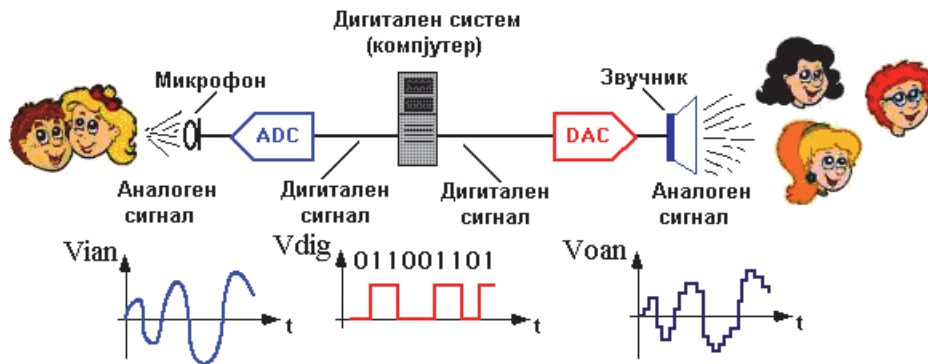 Дигитален систем
(компјутер)
Микрофон
Звучник
ADC
DAC
Аналоген
сигнал
Дигитален
сигнал
Дигитален
сигнал
Аналоген
сигнал
Vian
t
Vdig
011001101
t
Voan
t